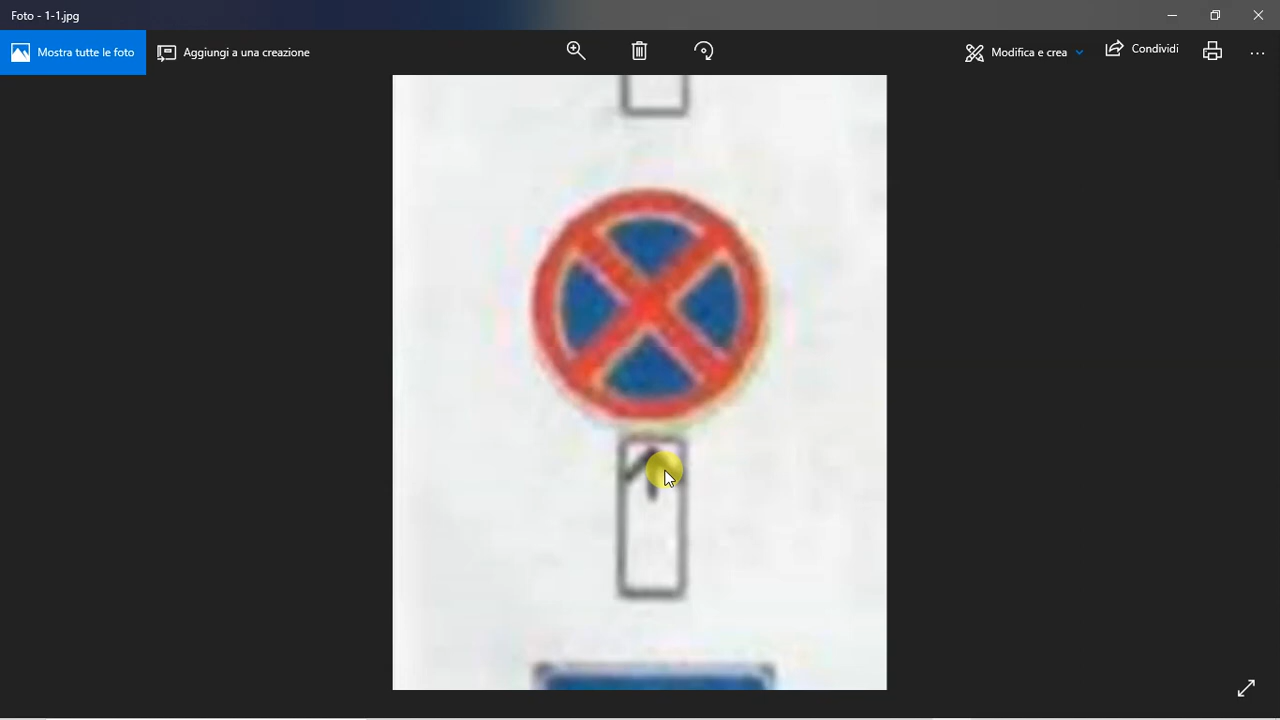 Foto - 1-1.jpg
Mostra tutte le foto
Aggiungi a una creazione
Modifica e crea
Condividi